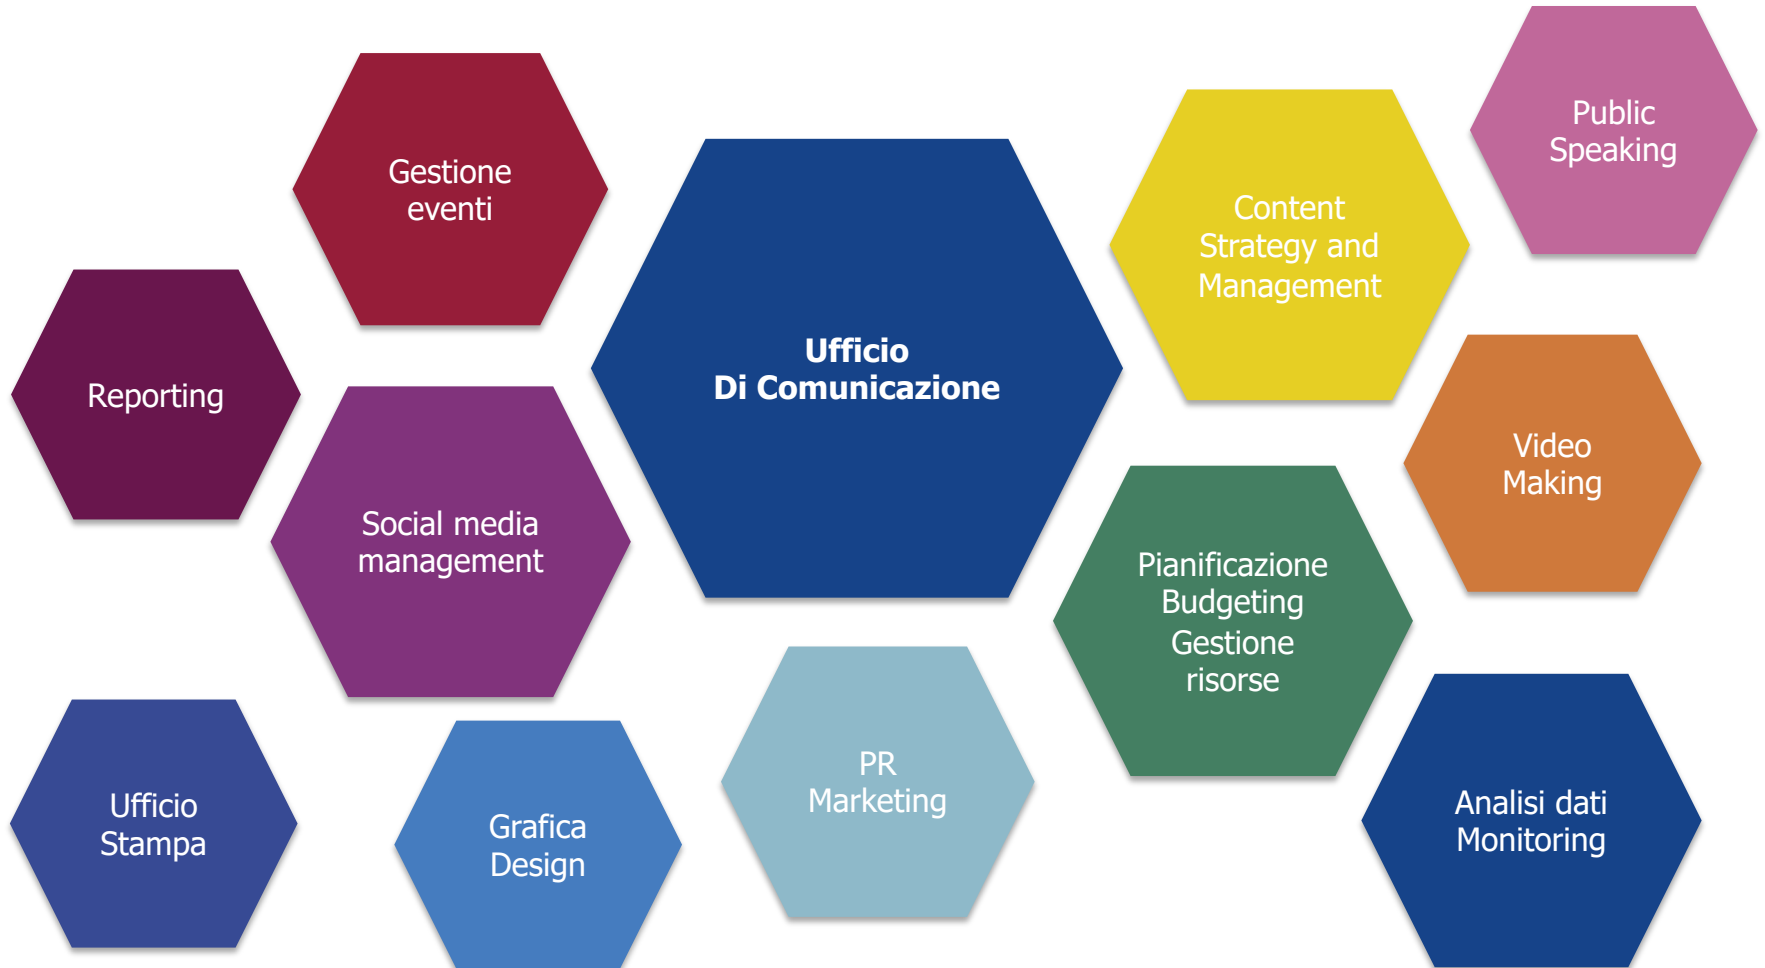 Public
Speaking
Gestione
eventi
Content
Strategy and
Management
Ufficio
Di Comunicazione
Reporting
Video
Making
Social media
management
Pianificazione
Budgeting
Gestione
risorse
PR
Marketing
Ufficio
Stampa
Grafica
Design
Analisi dati
Monitoring